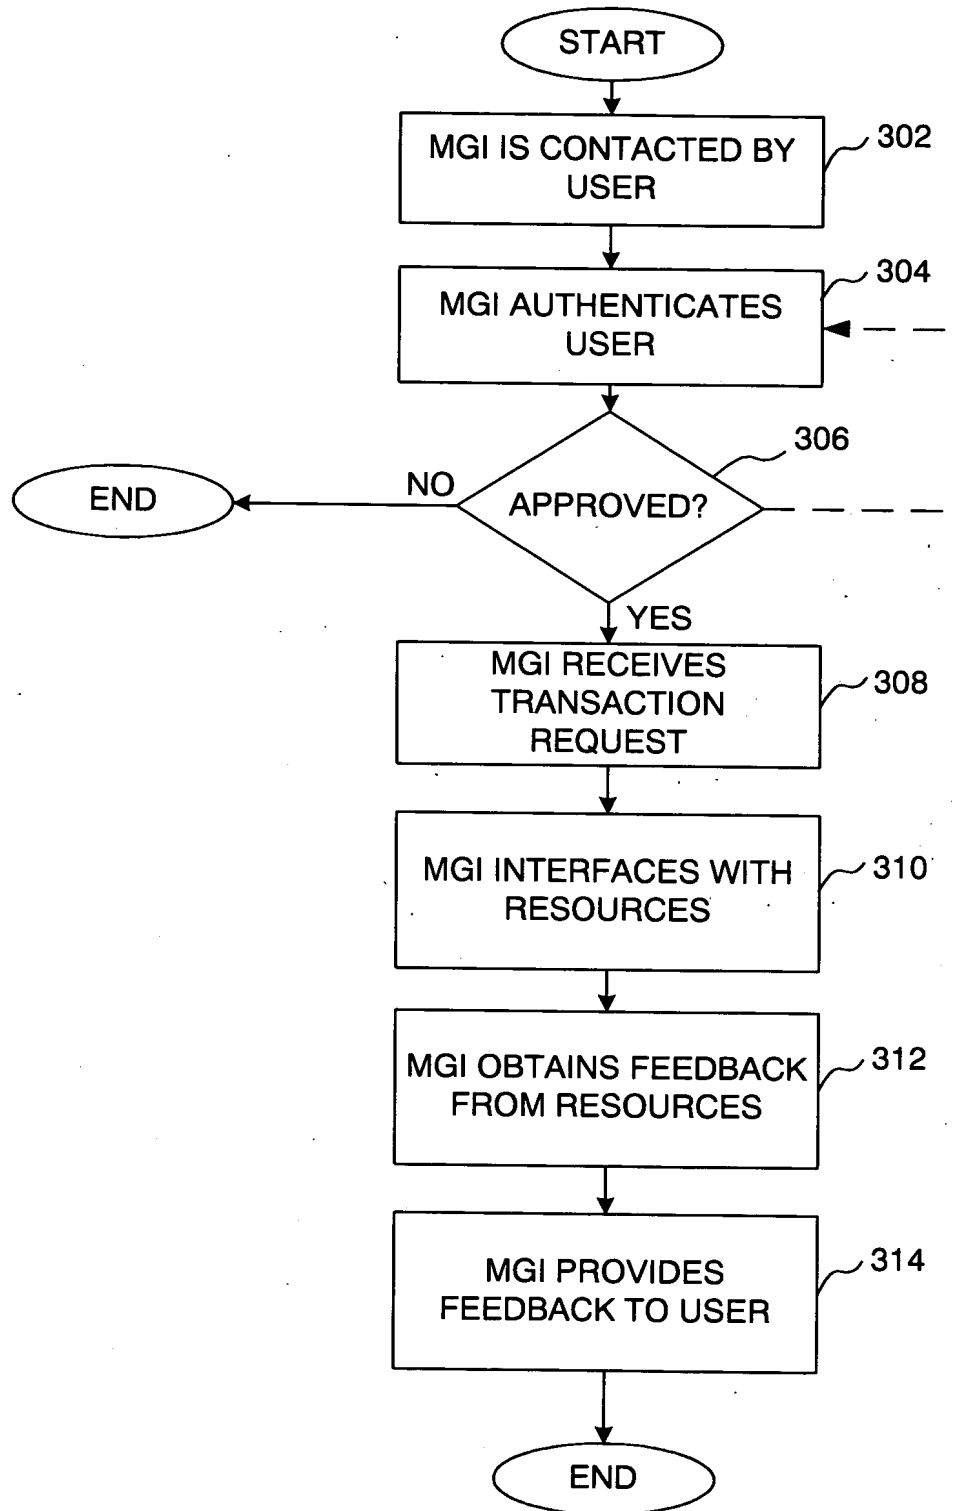 START
MGI IS CONTACTED BY
USER
302
MGI AUTHENTICATES
USER
304
306
APPROVED?
NO
END
YES
MGI RECEIVES
TRANSACTION
REQUEST
308
MGI INTERFACES WITH
RESOURCES
310
MGI OBTAINS FEEDBACK
FROM RESOURCES
312
MGI PROVIDES
FEEDBACK TO USER
314
END